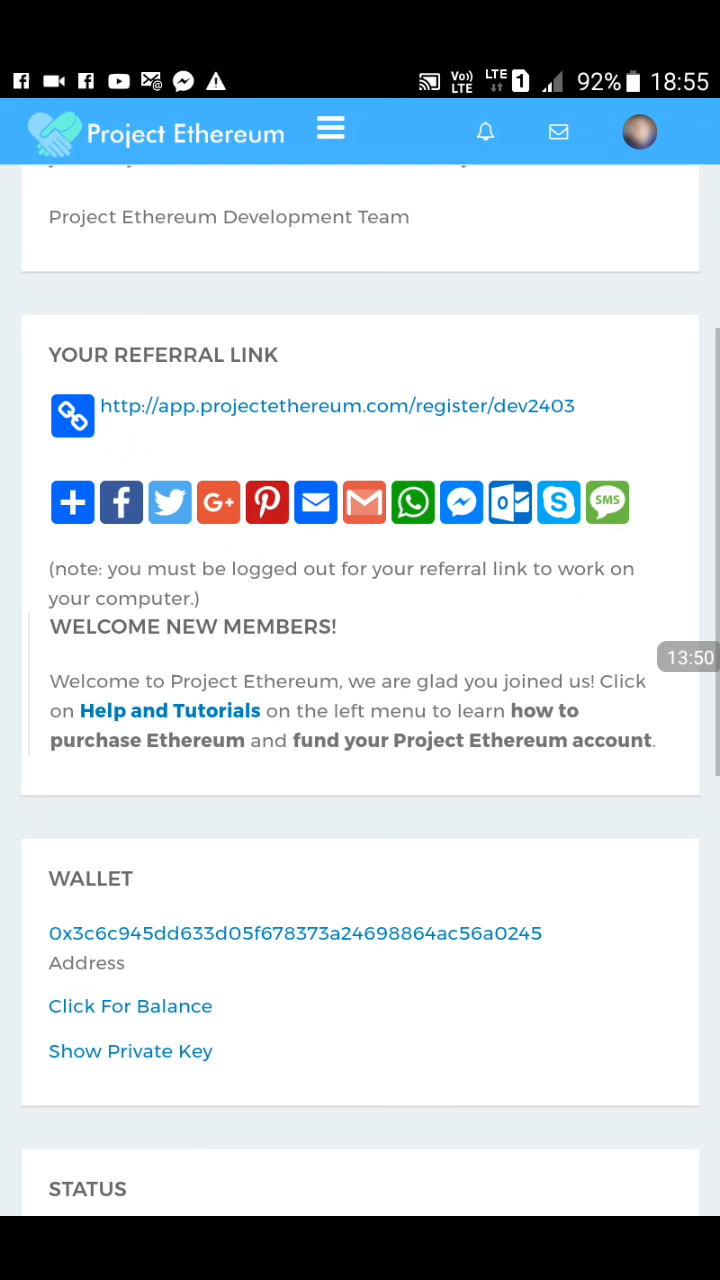 Vo)) LTE LTE 1 92% 18:55
Project Ethereum
Project Ethereum Development Team
YOUR REFERRAL LINK
http://app.projectethereum.com/register/dev2403
G+ SMS
(note: you must be logged out for your referral link to work on
your computer.)
WELCOME NEW MEMBERS!
13:50
Welcome to Project Ethereum, we are glad you joined us! Click
on Help and Tutorials on the left menu to learn how to
purchase Ethereum and fund your Project Ethereum account.
WALLET
0x3c6c945dd633d05f678373a24698864ac56a0245
Address
Click For Balance
Show Private Key
STATUS